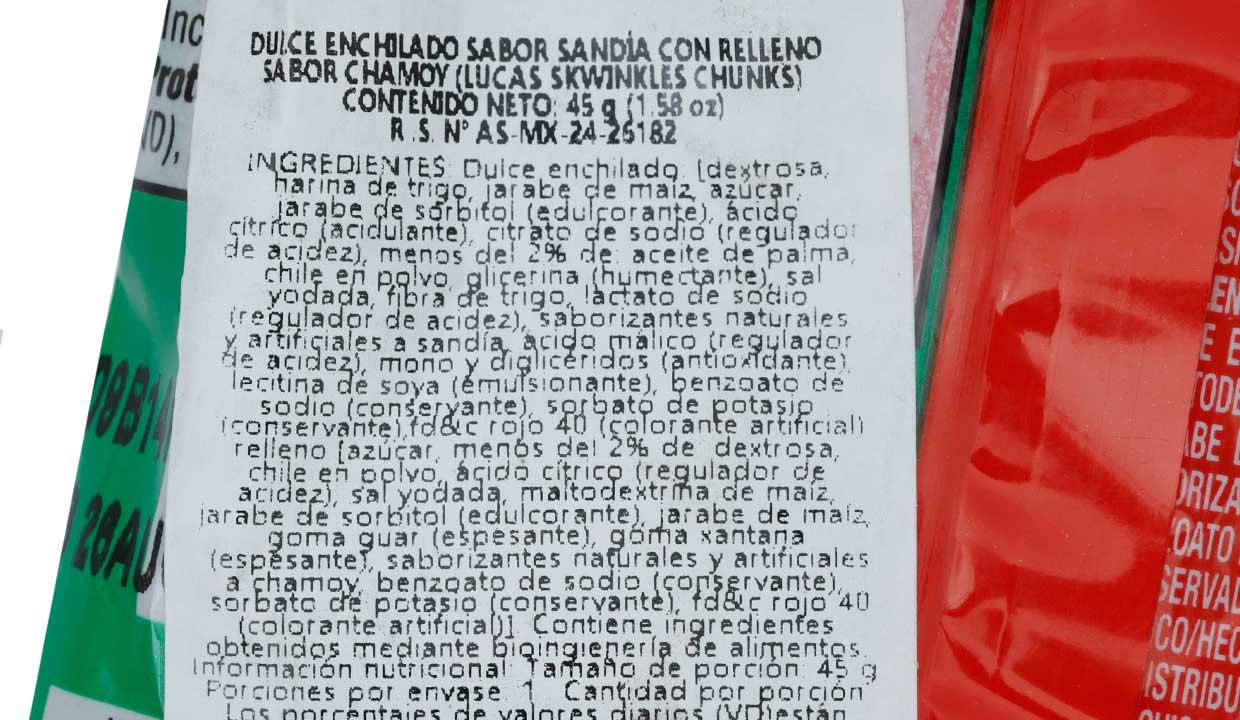 DULCE ENCHILADO SABOR SANDÍA CON RELLENO
SABOR CHAMOY (LUCAS SKWINKLES CHUNKS)
CONTENIDO NETO: 45 g (1.58 oz)
R.S. N° AS-MX-24-26182
INGREDIENTES: Dulce enchilado: [dextrosa,
harina de trigo, jarabe de maíz, azúcar,
jarabe de sorbitol (edulcorante), ácido
cítrico (acidulante), citrato de sodio (regulador
de acidez), menos del 2% de: aceite de palma,
chile en polvo, glicerina (humectante), sal
yodada, fibra de trigo, lactato de sodio
(regulador de acidez), saborizantes naturales
y artificiales a sandía, ácido málico (regulador
de acidez), mono y diglicéridos (antioxidante),
lecitina de soya (emulsionante), benzoato de
sodio (conservante), sorbato de potasio
(conservante),fd&c rojo 40 (colorante artificial)
relleno [azúcar, menos del 2% de: dextrosa,
chile en polvo, ácido cítrico (regulador de
acidez), sal yodada, maltodextrina de maíz,
jarabe de sorbitol (edulcorante), jarabe de maíz,
goma guar (espesante), goma xantana
(espesante), saborizantes naturales y artificiales
a chamoy, benzoato de sodio (conservante),
sorbato de potasio (conservante), fd&c rojo 40
(colorante artificial)]. Contiene ingredientes
obtenidos mediante bioingienería de alimentos.
Información nutricional: Tamaño de porción: 45 g
Porciones por envase: 1 Cantidad por porción
Los porcentajes de valores diarios (VD)están